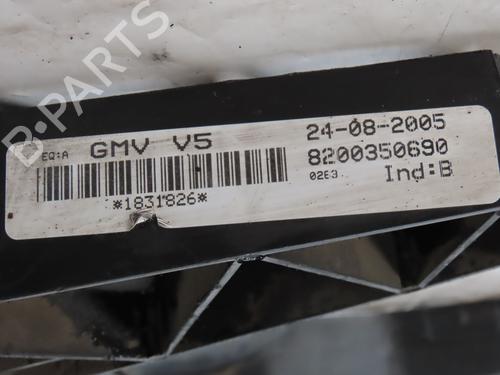 B-PARTS
EQ:A GMV V5 24-08-2005
8200350690
02E3 Ind:B
*1831826*